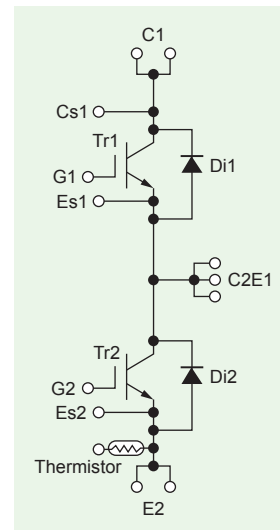 C1
Cs1
Tr1
Di1
G1
Es1
C2E1
Tr2
Di2
G2
Es2
Thermistor
E2